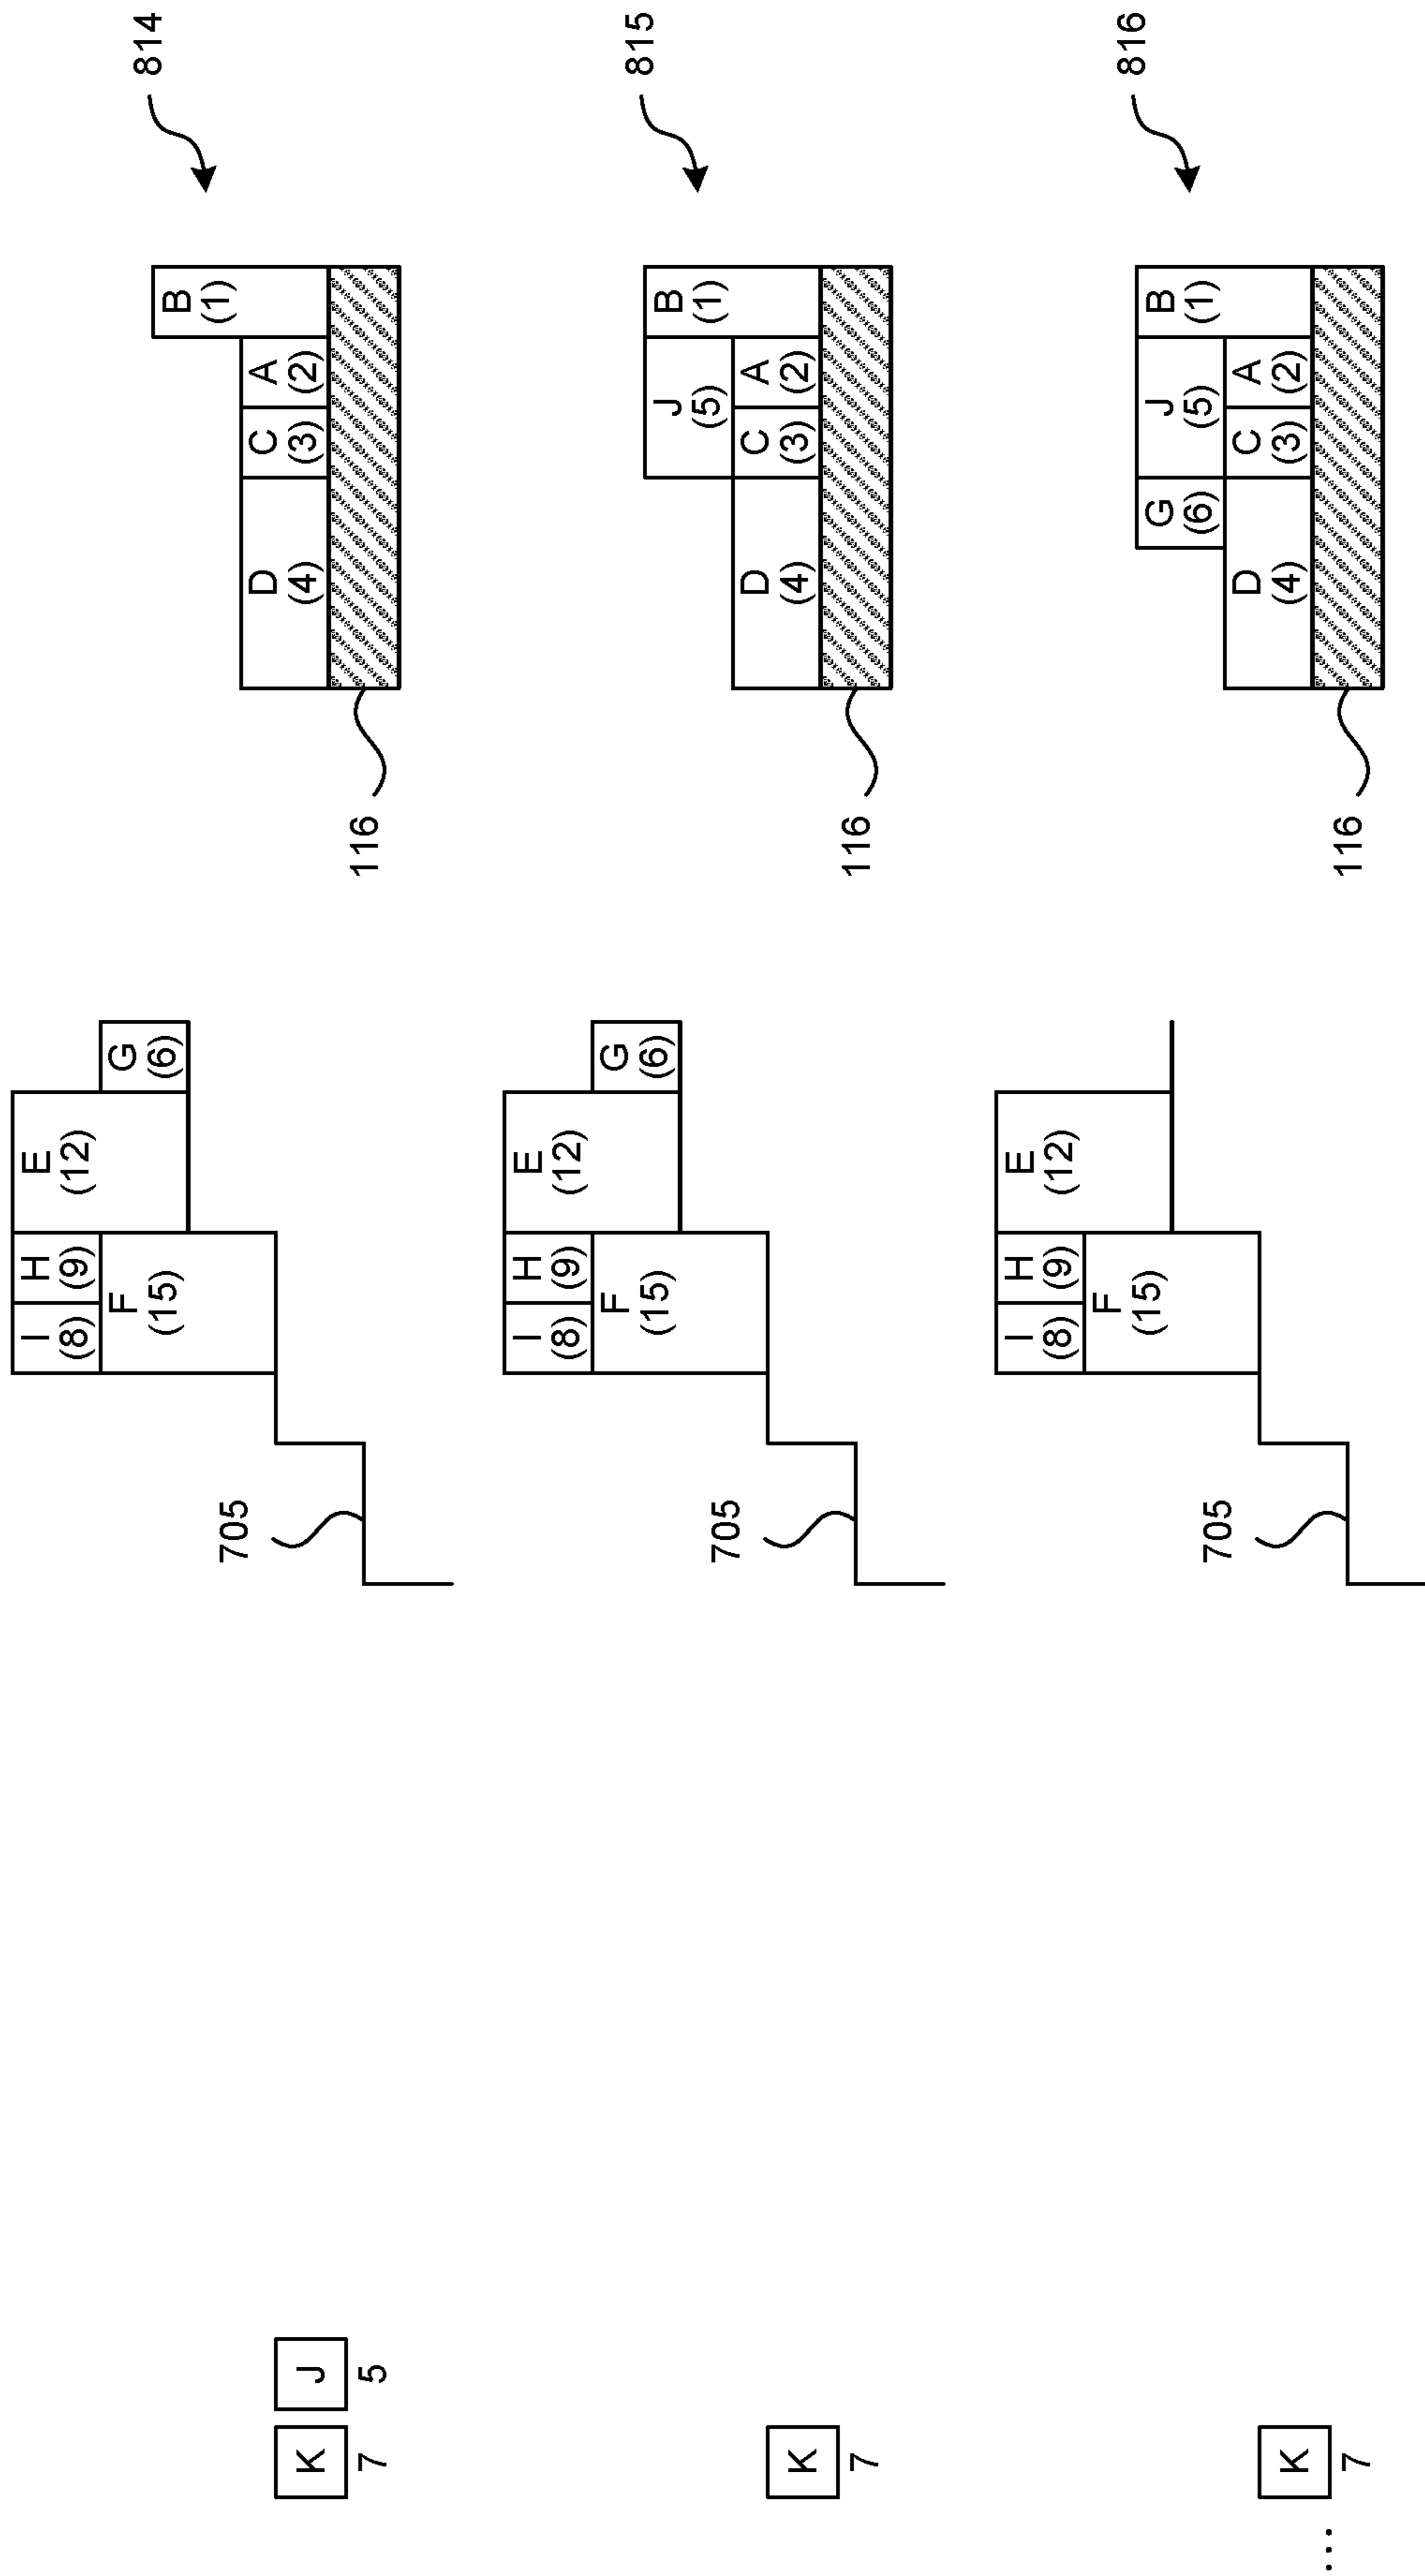 K
7
J
5
705
I
(8)
H
(9)
F
(15)
E
(12)
G
(6)
116
D
(4)
C
(3)
A
(2)
B
(1)
814
K
7
705
I
(8)
H
(9)
F
(15)
E
(12)
G
(6)
116
D
(4)
C
(3)
A
(2)
J
(5)
B
(1)
815
...
K
7
705
I
(8)
H
(9)
F
(15)
E
(12)
116
D
(4)
G
(6)
C
(3)
A
(2)
J
(5)
B
(1)
816